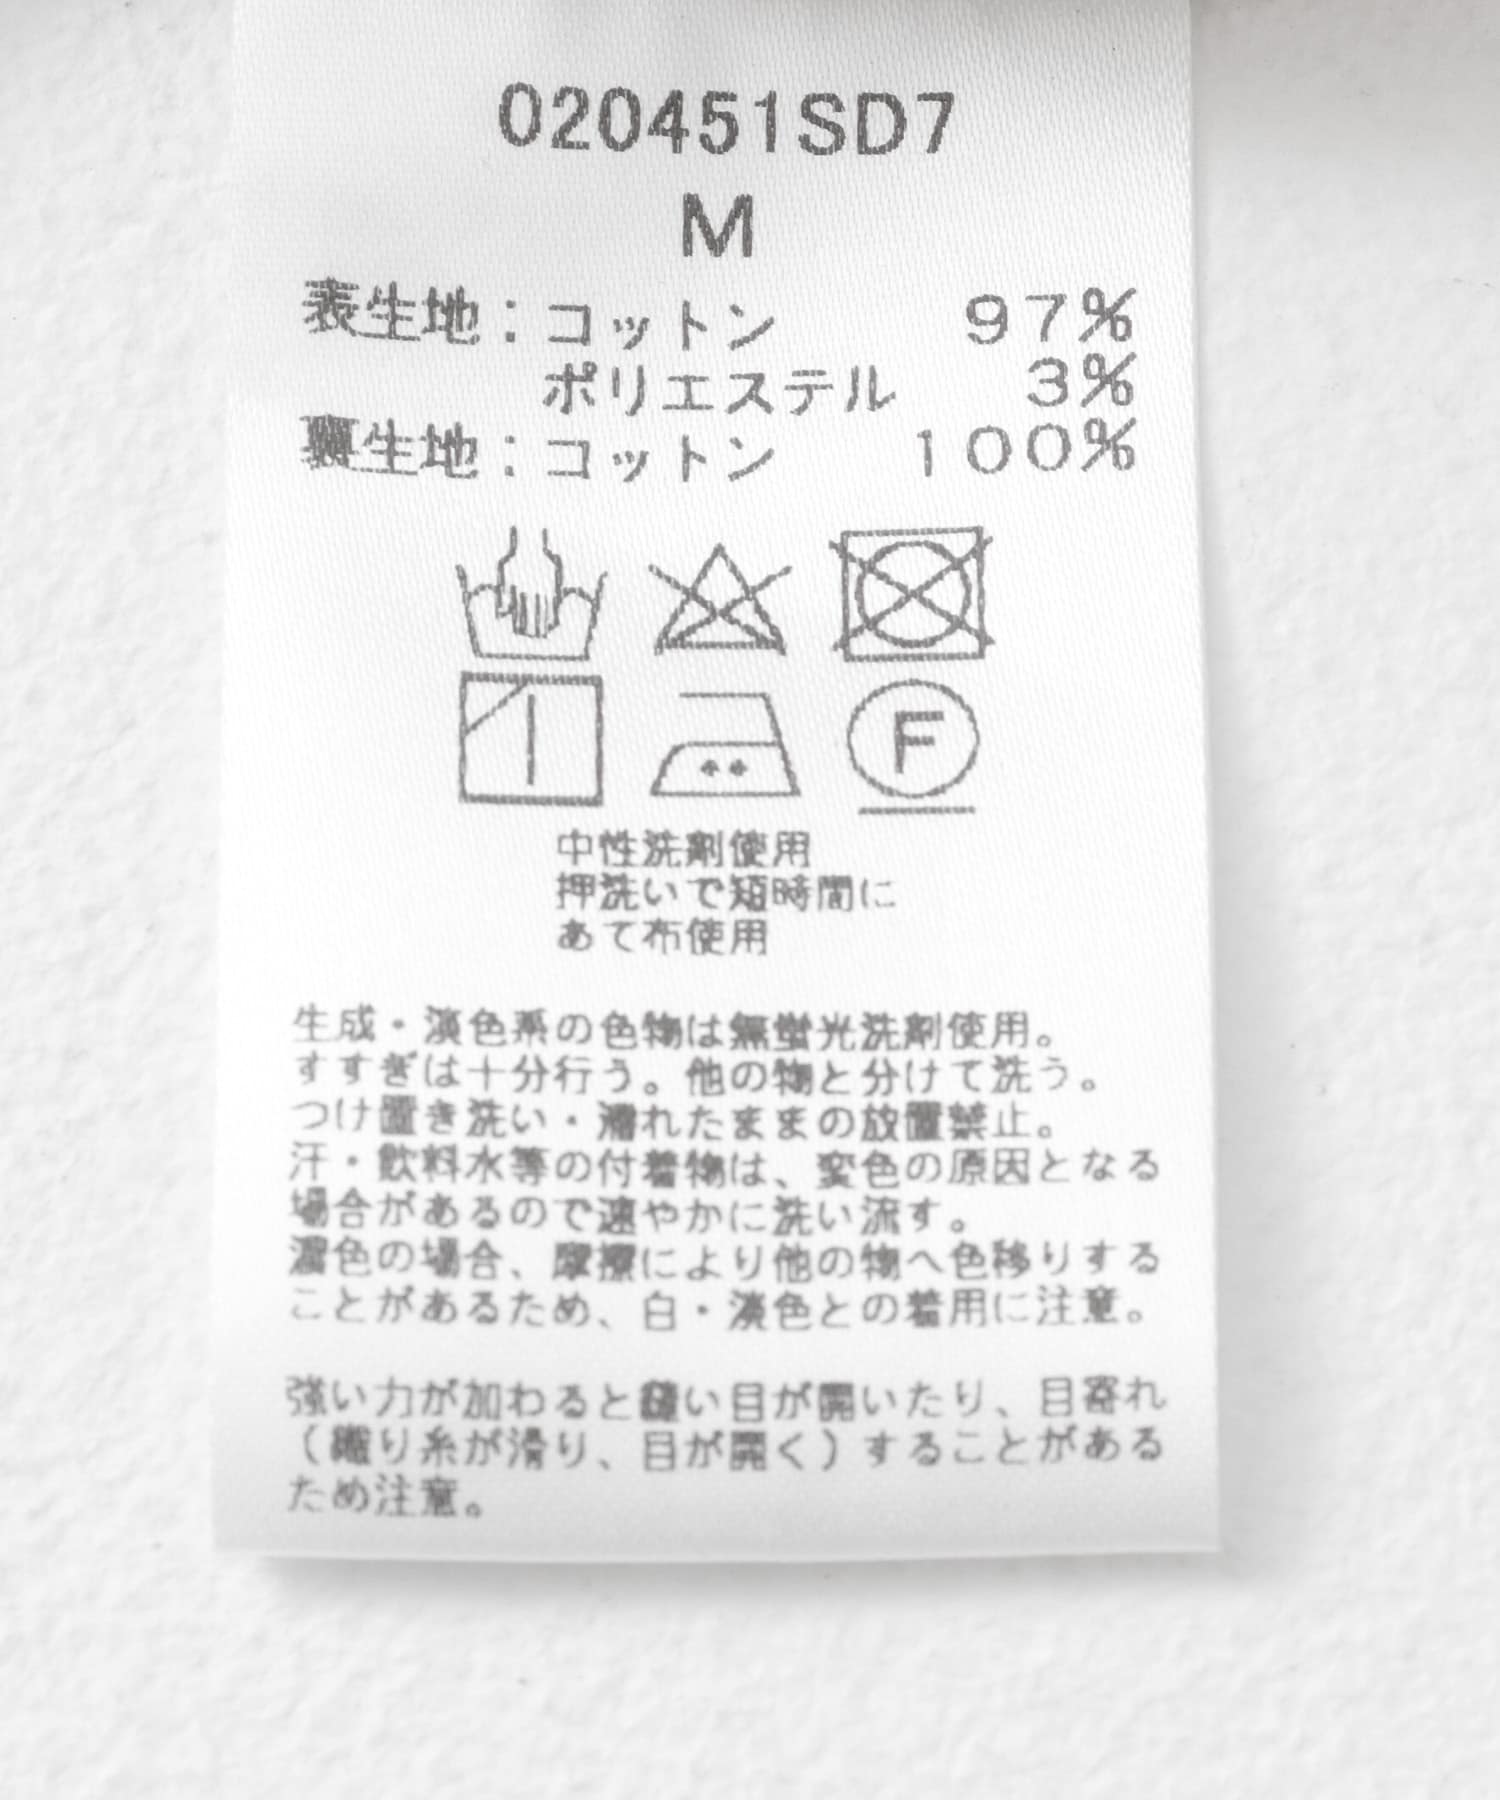 020451SD7
M
表生地：コットン 97%
ポリエステル 3%
裏生地：コットン 100%
F
中性洗剤使用
押洗いで短時間に
あて布使用
生成・淡色系の色物は無蛍光洗剤使用。
すすぎは十分行う。他の物と分けて洗う。
つけ置き洗い・濡れたままの放置禁止。
汗・飲料水等の付着物は、変色の原因となる
場合があるので速やかに洗い流す。
濃色の場合、摩擦により他の物へ色移りする
ことがあるため、白・淡色との着用に注意。
強い力が加わると縫い目が開いたり、目寄れ
（織り糸が滑り、目が開く）することがある
ため注意。